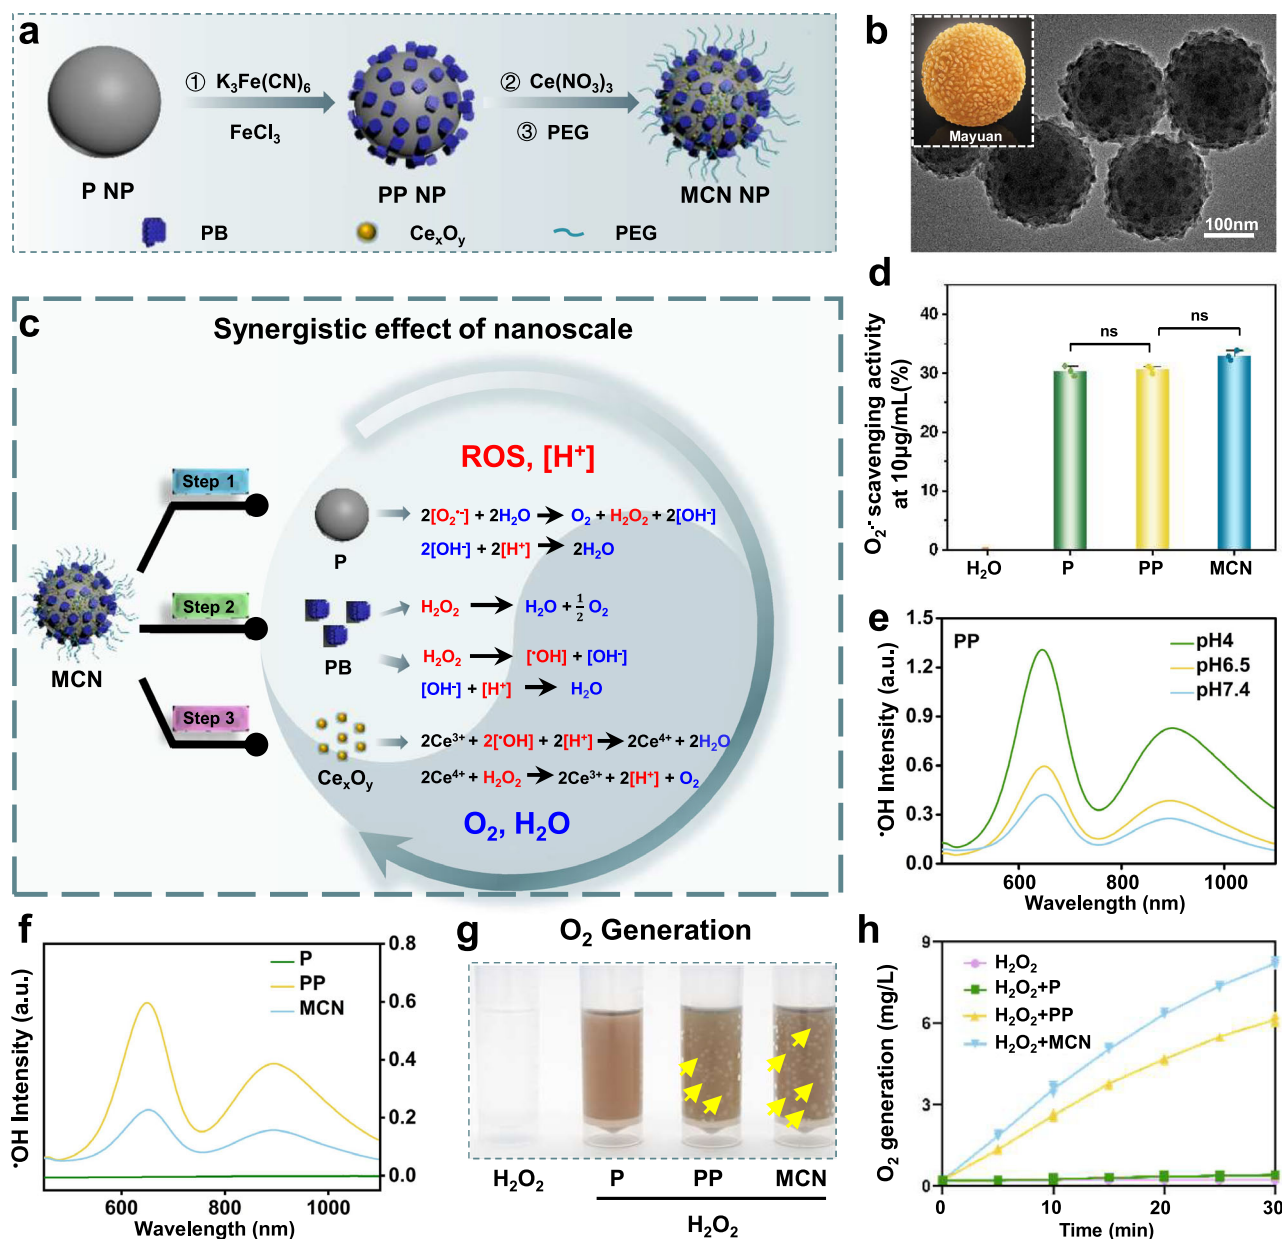 a
① K₃Fe(CN)₆
FeCl₃
② Ce(NO₃)₃
③ PEG
P NP
PP NP
MCN NP
PB
CeₓOᵧ
PEG
b
Mayuan
100nm
c
Synergistic effect of nanoscale
ROS, [H⁺]
Step 1
P
2[O₂•⁻] + 2H₂O → O₂ + H₂O₂ + 2[OH⁻]
2[OH⁻] + 2[H⁺] → 2H₂O
MCN
Step 2
PB
H₂O₂ → H₂O + ½ O₂
H₂O₂ → [•OH] + [OH⁻]
[OH⁻] + [H⁺] → H₂O
Step 3
CeₓOᵧ
2Ce³⁺ + 2[•OH] + 2[H⁺] → 2Ce⁴⁺ + 2H₂O
2Ce⁴⁺ + H₂O₂ → 2Ce³⁺ + 2[H⁺] + O₂
O₂, H₂O
d
O₂•⁻ scavenging activity
at 10μg/mL(%)
40
30
20
10
0
ns
ns
H₂O P PP MCN
e
PP
pH4
pH6.5
pH7.4
•OH Intensity (a.u.)
1.5
1.2
0.9
0.6
0.3
0.0
600 800 1000
Wavelength (nm)
f
P
PP
MCN
•OH Intensity (a.u.)
0.8
0.6
0.4
0.2
0.0
600 800 1000
Wavelength (nm)
g
O₂ Generation
H₂O₂ P PP MCN
H₂O₂
h
H₂O₂
H₂O₂+P
H₂O₂+PP
H₂O₂+MCN
O₂ generation (mg/L)
9
6
3
0
0 10 20 30
Time (min)